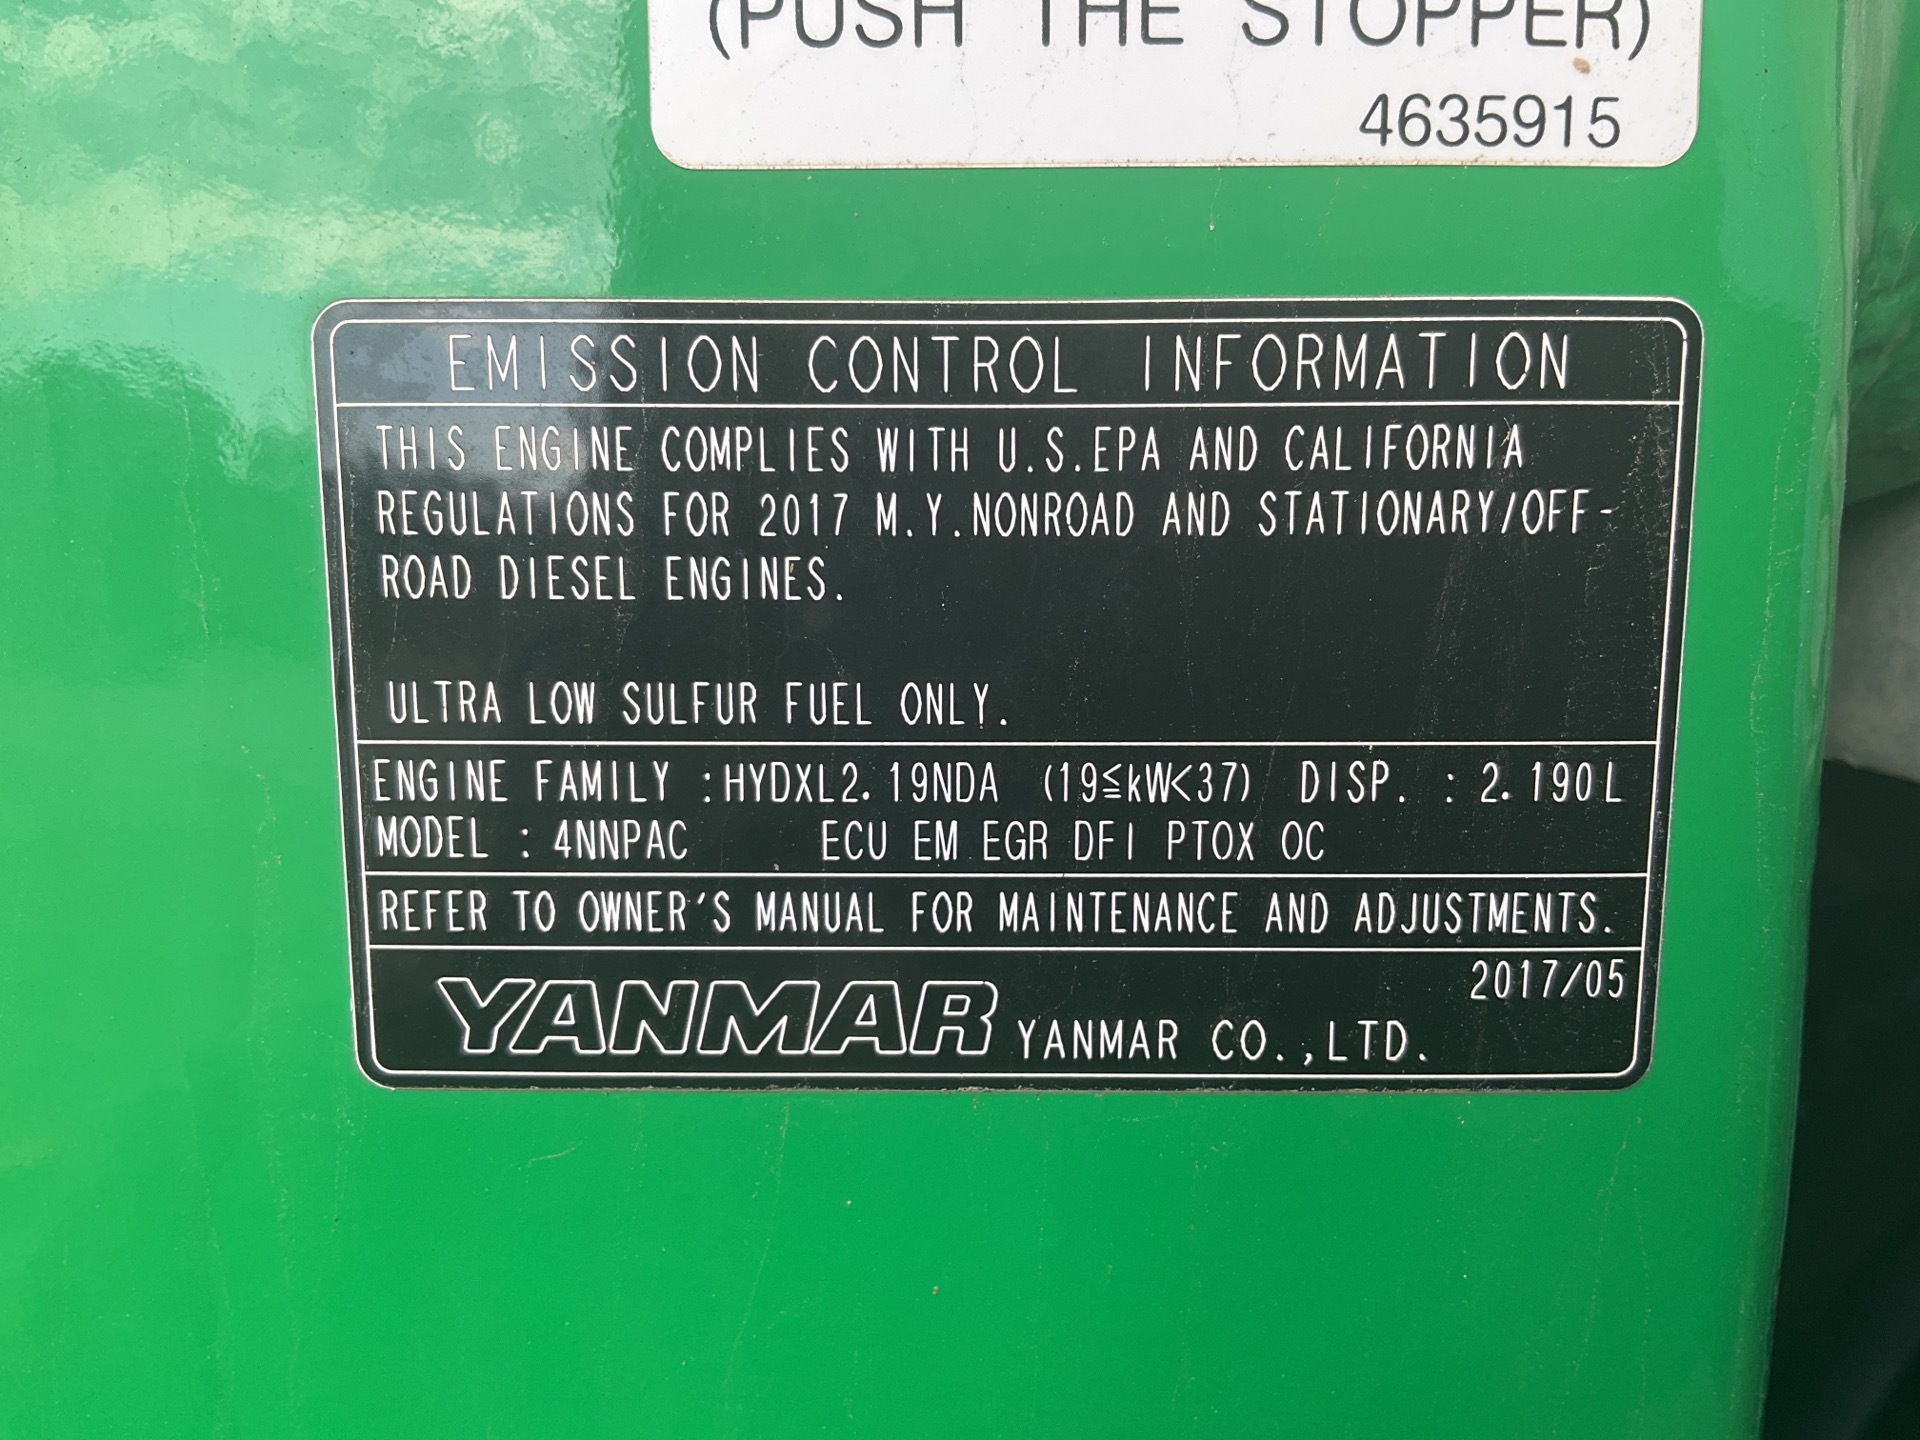 (PUSH THE STOPPER)
4635915
EMISSION CONTROL INFORMATION
THIS ENGINE COMPLIES WITH U.S.EPA AND CALIFORNIA
REGULATIONS FOR 2017 M.Y.NONROAD AND STATIONARY/OFF-
ROAD DIESEL ENGINES.
ULTRA LOW SULFUR FUEL ONLY.
ENGINE FAMILY :HYDXL2.19NDA (19≦kW<37) DISP. : 2.190L
MODEL : 4NNPAC ECU EM EGR DFI PTOX OC
REFER TO OWNER'S MANUAL FOR MAINTENANCE AND ADJUSTMENTS.
2017/05
YANMAR YANMAR CO.,LTD.